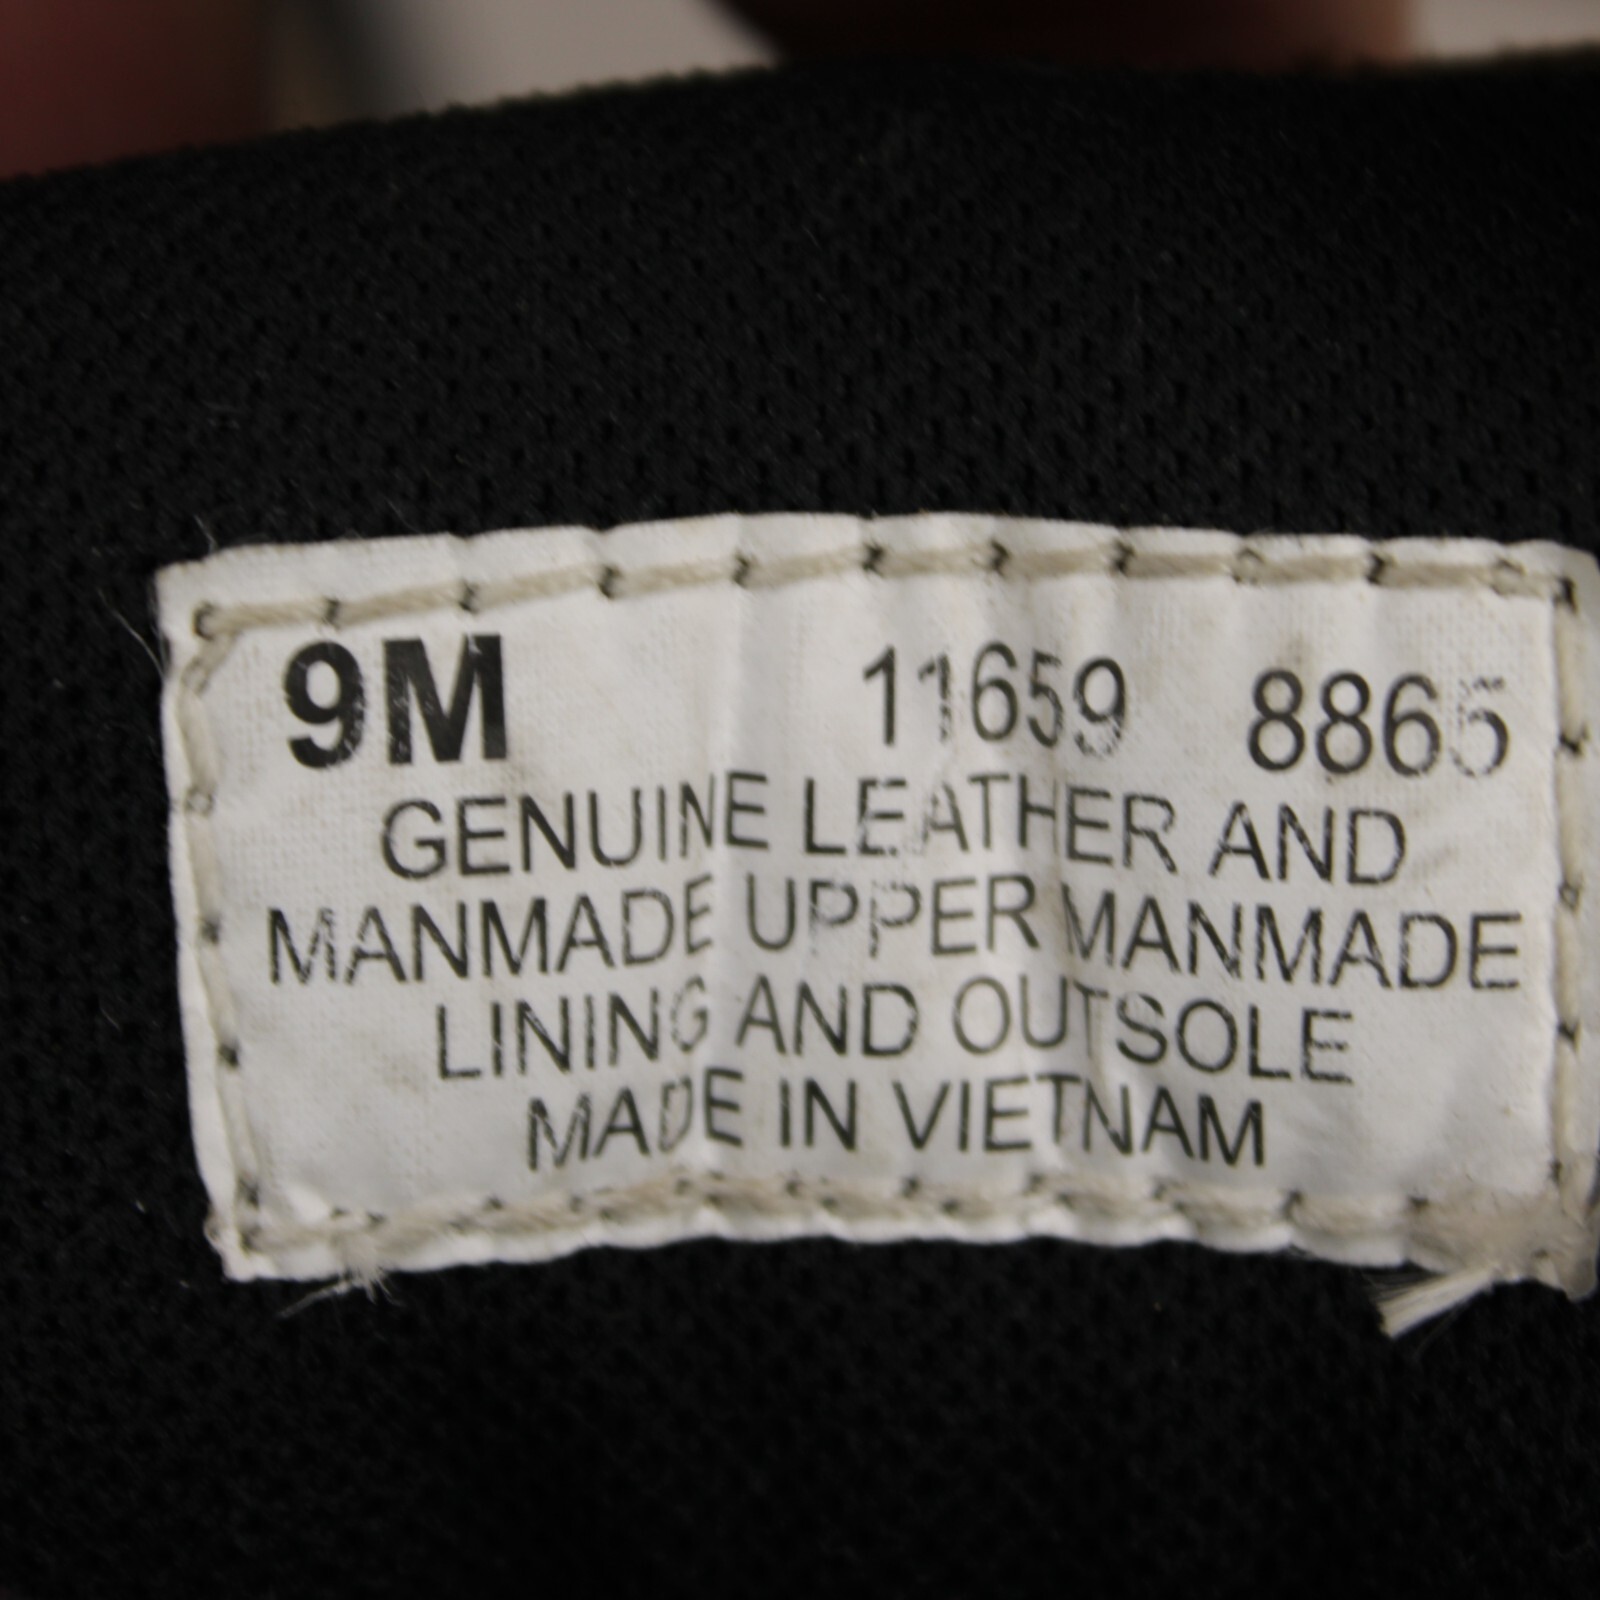 9M 11659 8865
GENUINE LEATHER AND
MANMADE UPPER MANMADE
LINING AND OUTSOLE
MADE IN VIETNAM